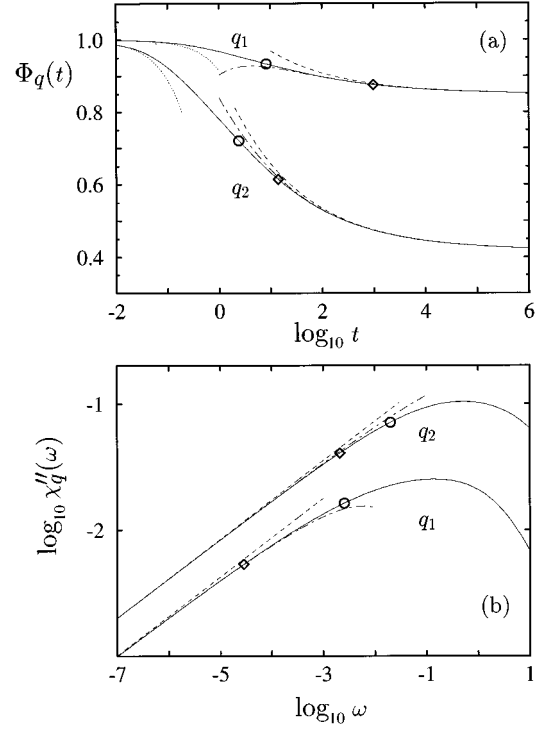 1.0
0.8
0.6
0.4
Φq(t)
q1
q2
(a)
-2 0 2 4 6
log10 t
-1
-2
log10 χ″q(ω)
q2
q1
(b)
-7 -5 -3 -1 1
log10 ω